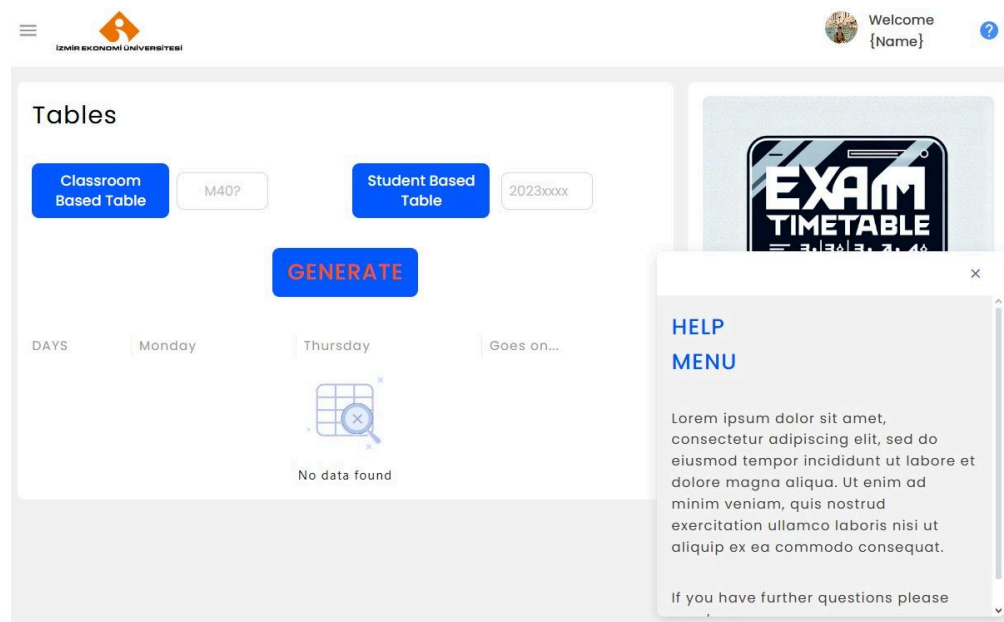 İZMİR EKONOMİ ÜNİVERSİTESİ
Welcome
{Name}
?
Tables
Classroom
Based Table
M40?
Student Based
Table
2023xxxx
GENERATE
DAYS Monday Thursday Goes on...
No data found
EXAM
TIMETABLE
HELP
MENU
Lorem ipsum dolor sit amet,
consectetur adipiscing elit, sed do
eiusmod tempor incididunt ut labore et
dolore magna aliqua. Ut enim ad
minim veniam, quis nostrud
exercitation ullamco laboris nisi ut
aliquip ex ea commodo consequat.
If you have further questions please